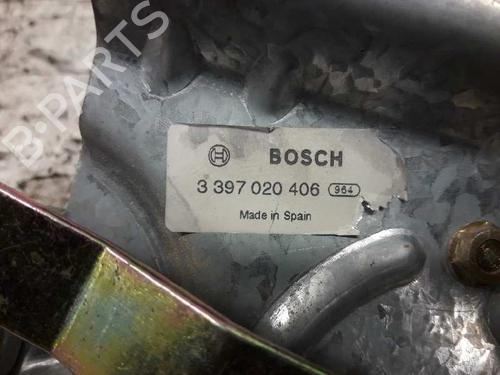 B-PARTS
BOSCH
3 397 020 406 964
Made in Spain